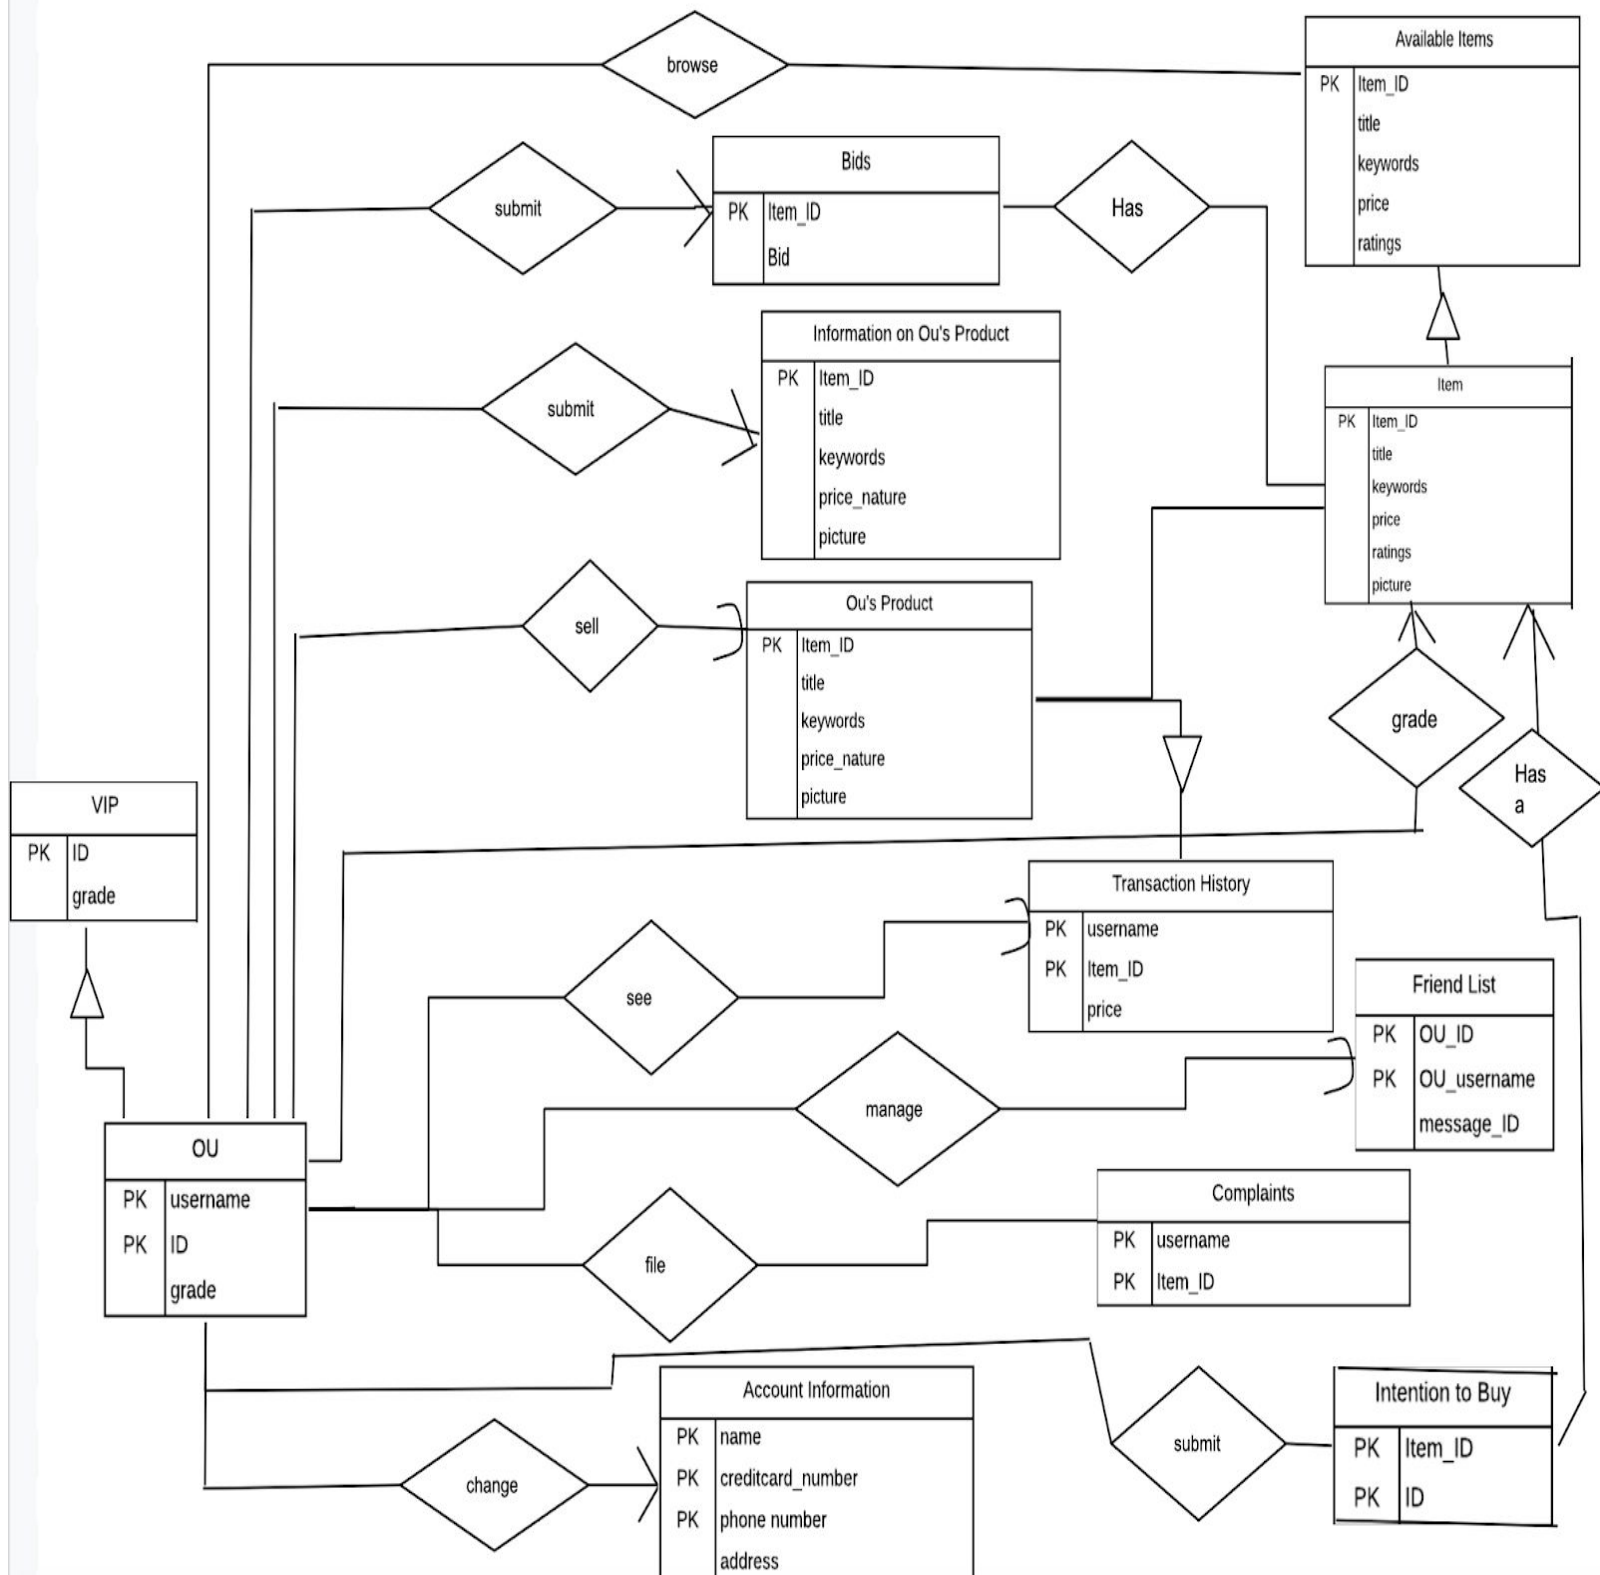 browse
Available Items
PK Item_ID
title
keywords
price
ratings
submit
Bids
PK Item_ID
Bid
Has
submit
Information on Ou's Product
PK Item_ID
title
keywords
price_nature
picture
Item
PK Item_ID
title
keywords
price
ratings
picture
sell
Ou's Product
PK Item_ID
title
keywords
price_nature
picture
grade
Has
a
VIP
PK ID
grade
Transaction History
PK username
PK Item_ID
price
see
Friend List
PK OU_ID
PK OU_username
message_ID
manage
OU
PK username
PK ID
grade
Complaints
PK username
PK Item_ID
file
Account Information
PK name
PK creditcard_number
PK phone number
address
change
submit
Intention to Buy
PK Item_ID
PK ID